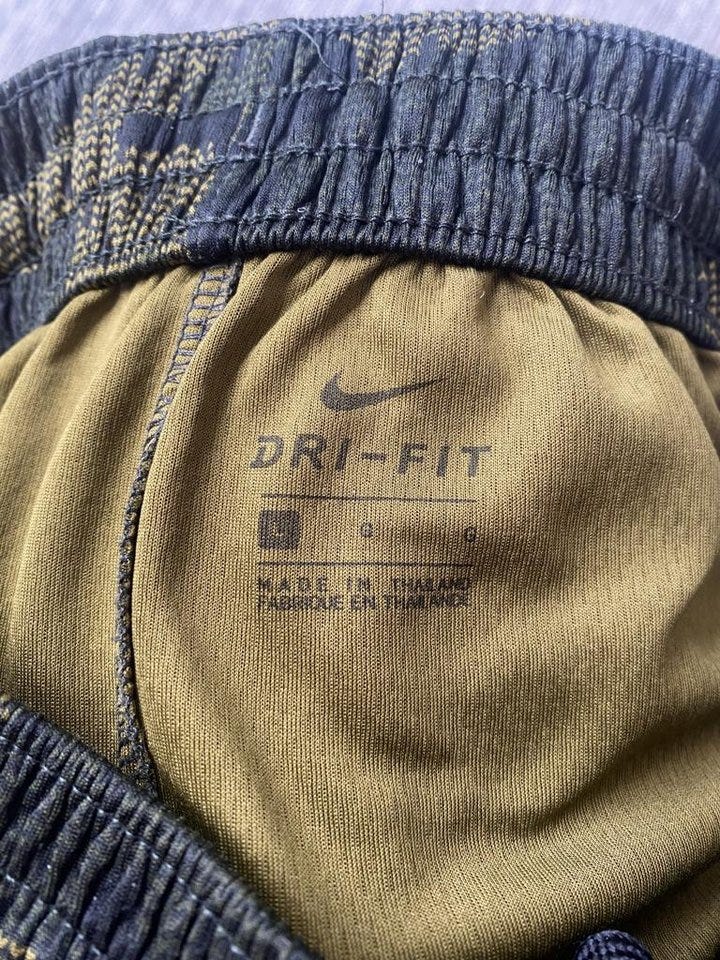 DRI-FIT
L G G
MADE IN THAILAND
FABRIQUE EN THAILANDE